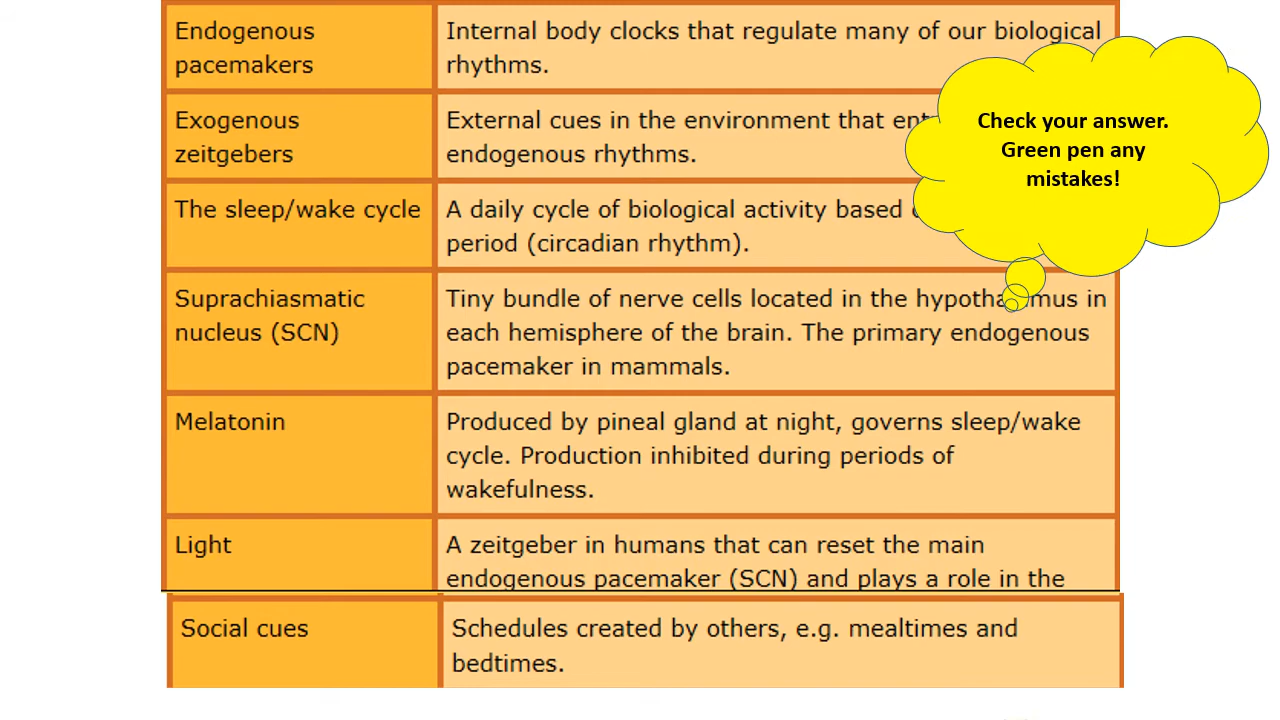 Endogenous
pacemakers
Internal body clocks that regulate many of our biological
rhythms.
Exogenous
zeitgebers
External cues in the environment that
endogenous rhythms.
The sleep/wake cycle
A daily cycle of biological activity based
period (circadian rhythm).
Suprachiasmatic
nucleus (SCN)
Tiny bundle of nerve cells located in the hypothalamus in
each hemisphere of the brain. The primary endogenous
pacemaker in mammals.
Melatonin
Produced by pineal gland at night, governs sleep/wake
cycle. Production inhibited during periods of
wakefulness.
Light
A zeitgeber in humans that can reset the main
endogenous pacemaker (SCN) and plays a role in the
Social cues
Schedules created by others, e.g. mealtimes and
bedtimes.
Check your answer.
Green pen any
mistakes!